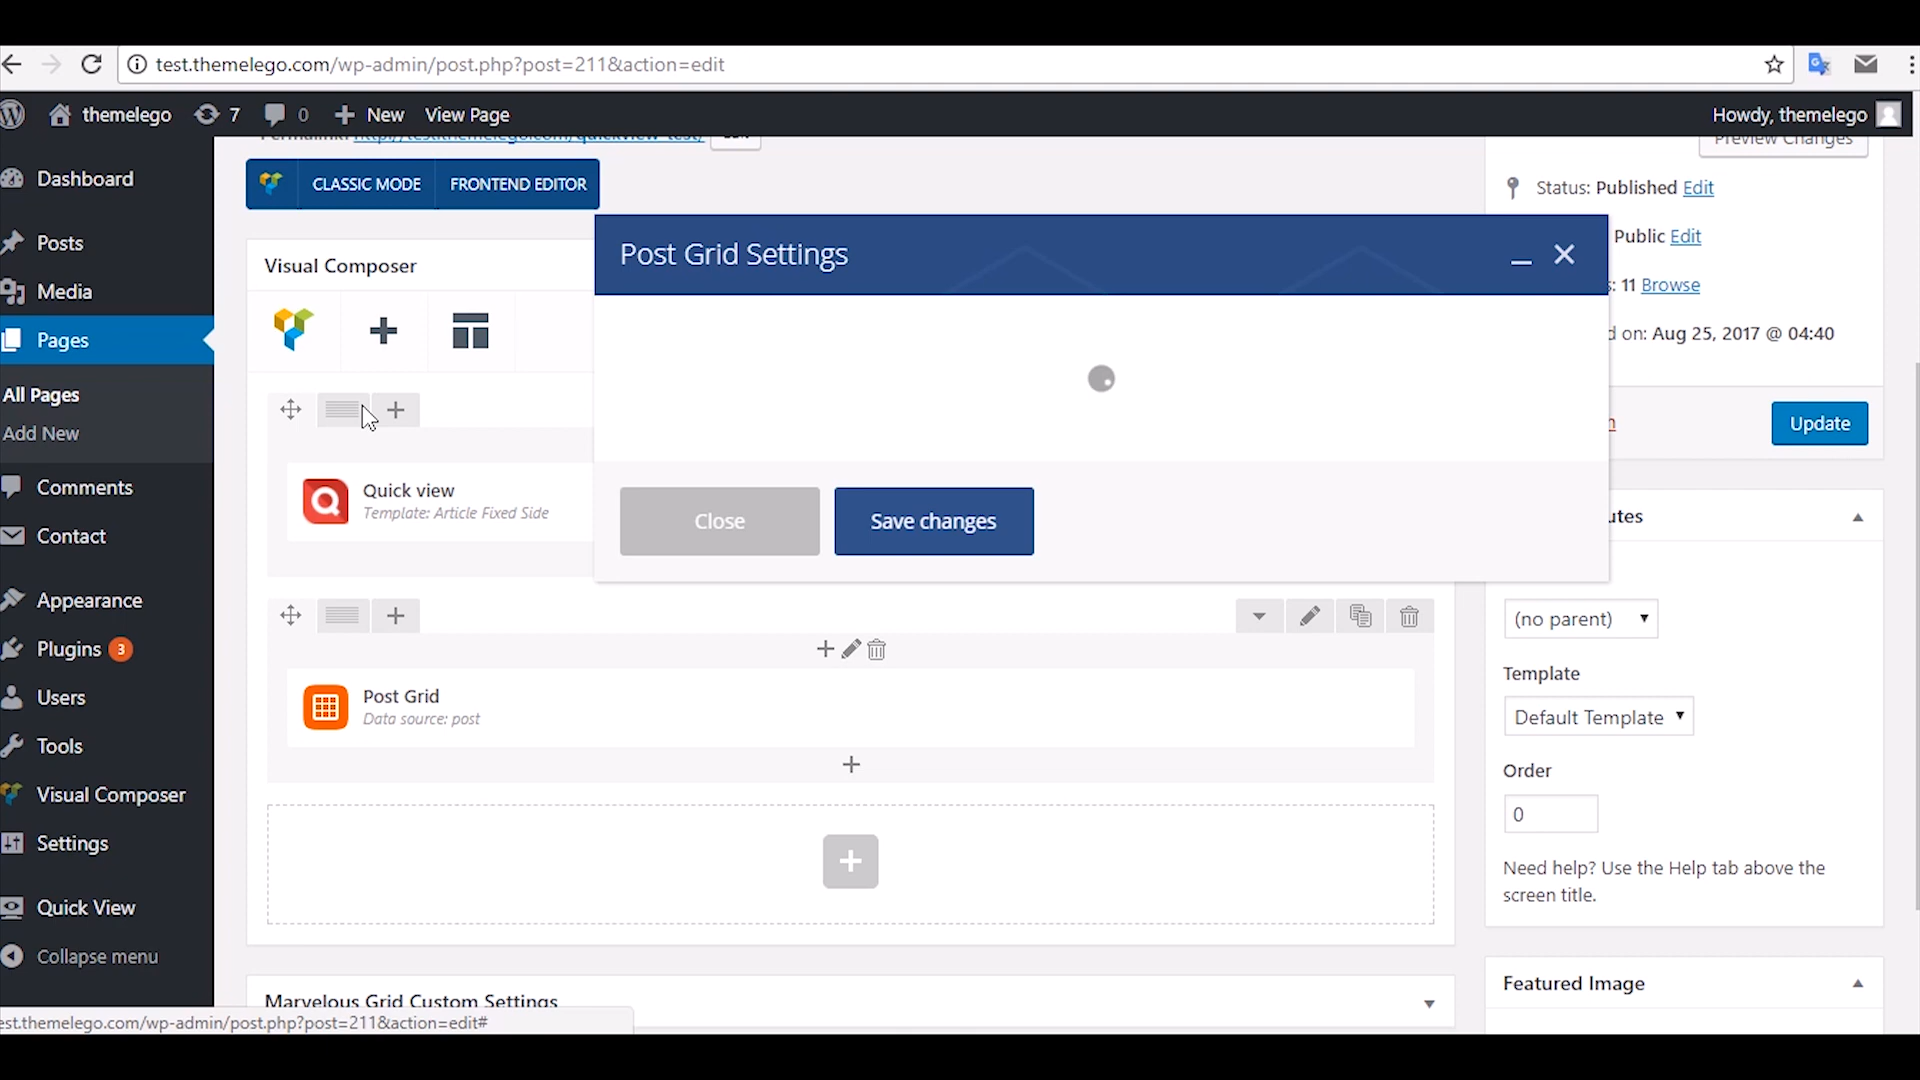 test.themelego.com/wp-admin/post.php?post=211&action=edit
themelego 7 0 New View Page Howdy, themelego
Permalink: http://test.themelego.com/quickview-test/
Preview Changes
Dashboard
Posts
Media
Pages
All Pages
Add New
Comments
Contact
Appearance
Plugins 3
Users
Tools
Visual Composer
Settings
Quick View
Collapse menu
CLASSIC MODE FRONTEND EDITOR
Visual Composer
Quick view
Template: Article Fixed Side
Post Grid Settings
Close Save changes
Post Grid
Data source: post
Marvelous Grid Custom Settings
Status: Published Edit
Public Edit
: 11 Browse
on: Aug 25, 2017 @ 04:40
Update
utes
(no parent)
Template
Default Template
Order
0
Need help? Use the Help tab above the
screen title.
Featured Image
est.themelego.com/wp-admin/post.php?post=211&action=edit#